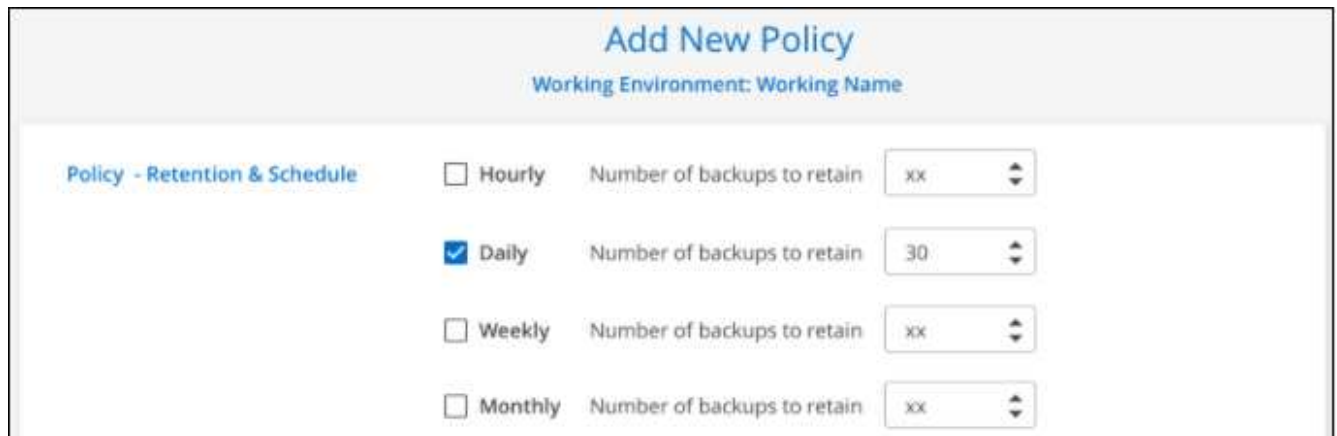 Add New Policy
Working Environment: Working Name
Policy - Retention & Schedule Hourly Number of backups to retain xx
Daily Number of backups to retain 30
Weekly Number of backups to retain xx
Monthly Number of backups to retain xx